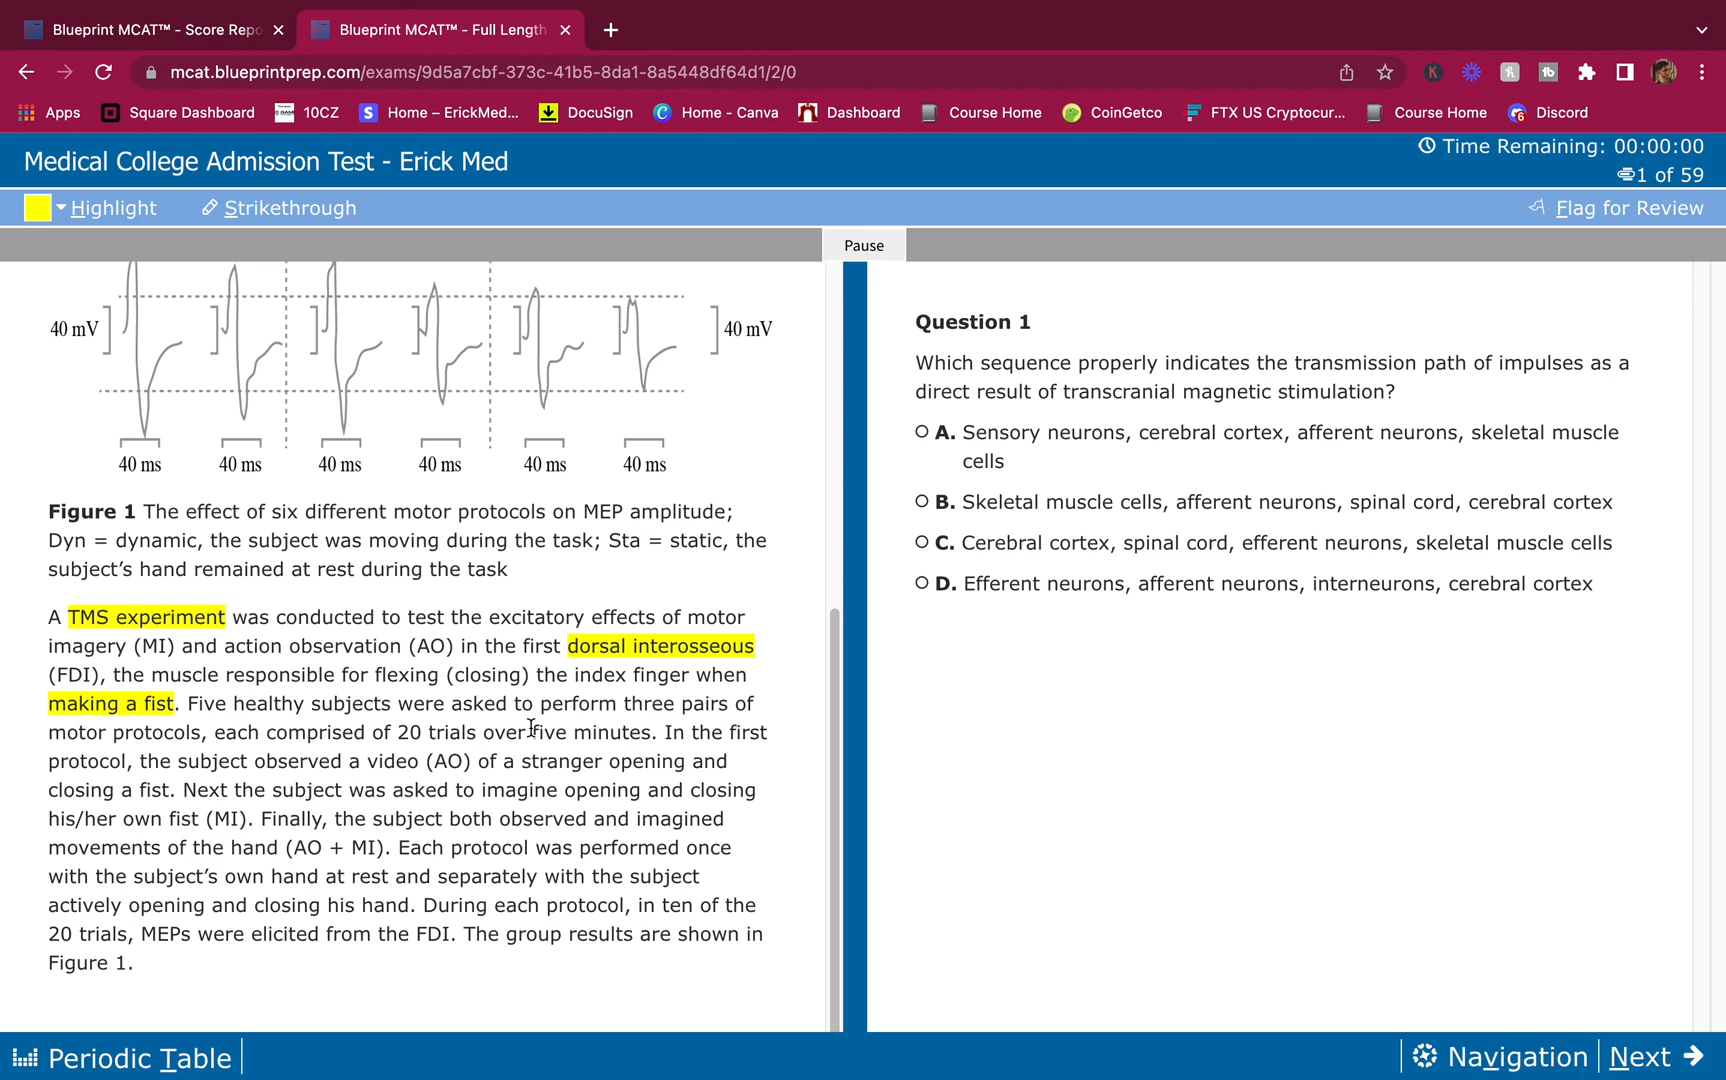 Blueprint MCAT™ - Score Repo
Blueprint MCAT™ - Full Length
mcat.blueprintprep.com/exams/9d5a7cbf-373c-41b5-8da1-8a5448df64d1/2/0
Apps Square Dashboard 10CZ Home – ErickMed... DocuSign Home - Canva Dashboard Course Home CoinGetco FTX US Cryptocur... Course Home Discord
Medical College Admission Test - Erick Med
Time Remaining: 00:00:00
1 of 59
Highlight Strikethrough Flag for Review
Pause
40 mV 40 mV
40 ms 40 ms 40 ms 40 ms 40 ms 40 ms
Figure 1 The effect of six different motor protocols on MEP amplitude;
Dyn = dynamic, the subject was moving during the task; Sta = static, the
subject's hand remained at rest during the task
A TMS experiment was conducted to test the excitatory effects of motor
imagery (MI) and action observation (AO) in the first dorsal interosseous
(FDI), the muscle responsible for flexing (closing) the index finger when
making a fist. Five healthy subjects were asked to perform three pairs of
motor protocols, each comprised of 20 trials over five minutes. In the first
protocol, the subject observed a video (AO) of a stranger opening and
closing a fist. Next the subject was asked to imagine opening and closing
his/her own fist (MI). Finally, the subject both observed and imagined
movements of the hand (AO + MI). Each protocol was performed once
with the subject's own hand at rest and separately with the subject
actively opening and closing his hand. During each protocol, in ten of the
20 trials, MEPs were elicited from the FDI. The group results are shown in
Figure 1.
Question 1
Which sequence properly indicates the transmission path of impulses as a
direct result of transcranial magnetic stimulation?
A. Sensory neurons, cerebral cortex, afferent neurons, skeletal muscle
cells
B. Skeletal muscle cells, afferent neurons, spinal cord, cerebral cortex
C. Cerebral cortex, spinal cord, efferent neurons, skeletal muscle cells
D. Efferent neurons, afferent neurons, interneurons, cerebral cortex
Periodic Table Navigation Next